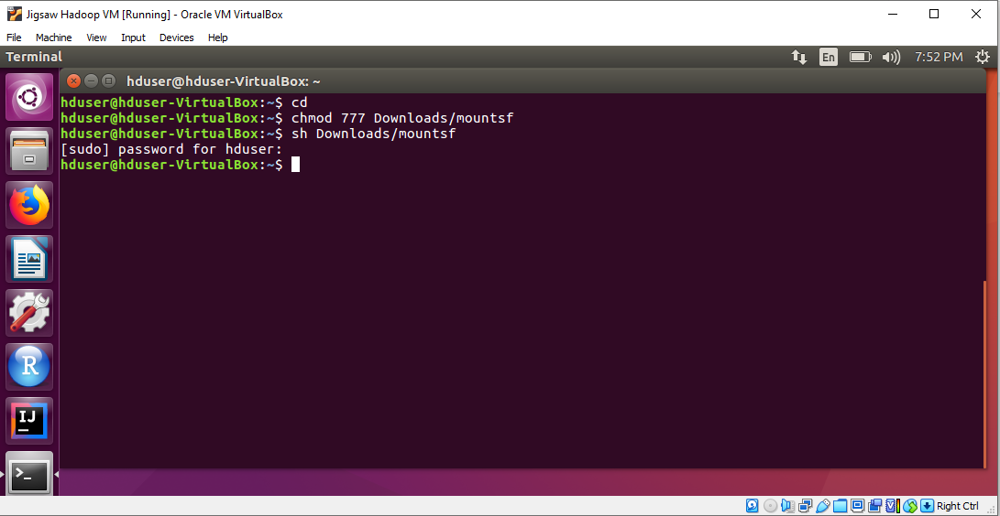 Jigsaw Hadoop VM [Running] - Oracle VM VirtualBox
File Machine View Input Devices Help
Terminal En 7:52 PM
hduser@hduser-VirtualBox: ~
hduser@hduser-VirtualBox:~$ cd
hduser@hduser-VirtualBox:~$ chmod 777 Downloads/mountsf
hduser@hduser-VirtualBox:~$ sh Downloads/mountsf
[sudo] password for hduser:
hduser@hduser-VirtualBox:~$
R
IJ
>_
Right Ctrl